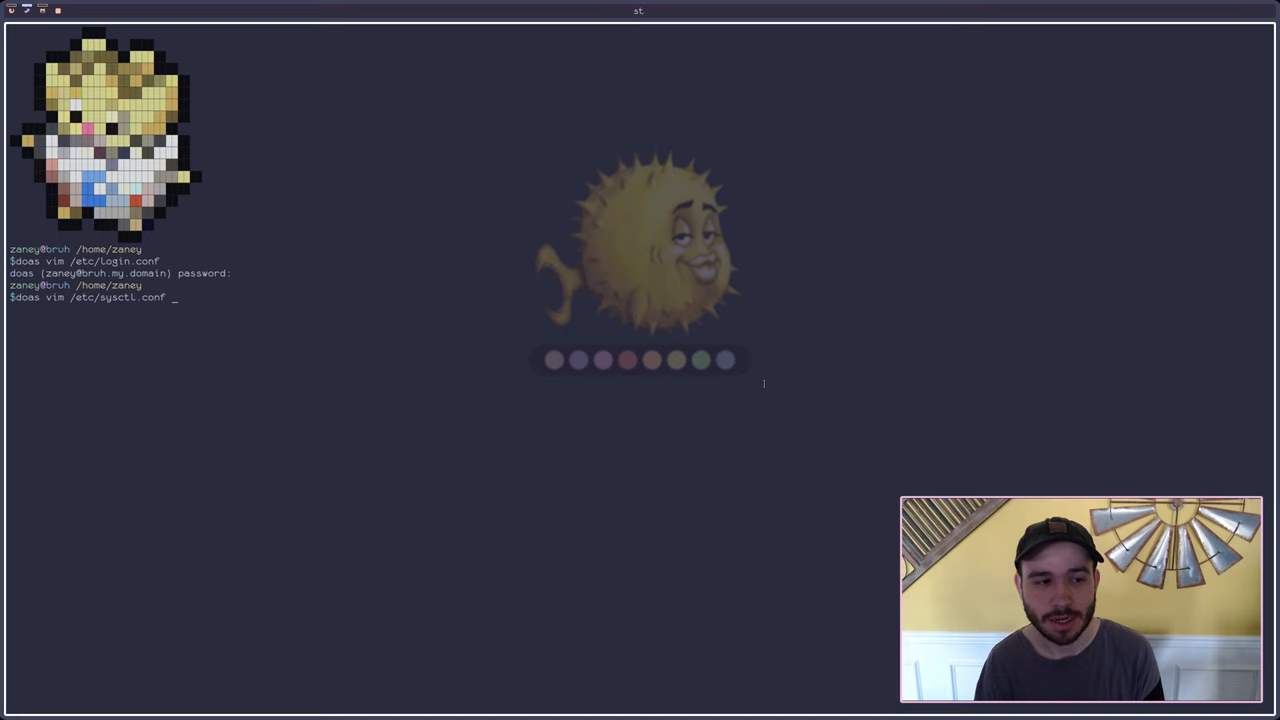 st
zaney@bruh /home/zaney
$doas vim /etc/login.conf
doas (zaney@bruh.my.domain) password:
zaney@bruh /home/zaney
$doas vim /etc/sysctl.conf _